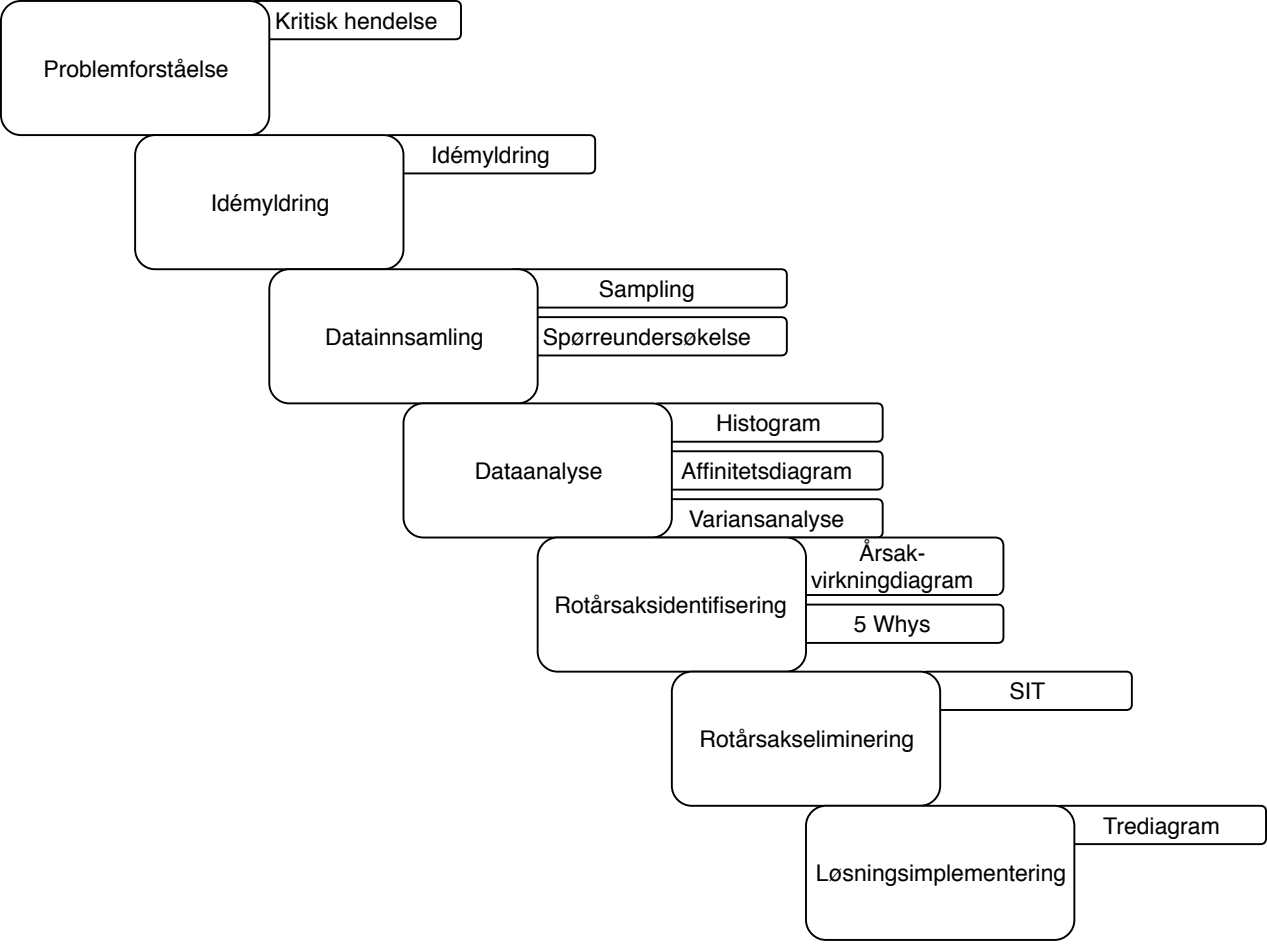 Kritisk hendelse
Problemforståelse
Idémyldring
Idémyldring
Sampling
Datainnsamling
Spørreundersøkelse
Histogram
Dataanalyse
Affinitetsdiagram
Variansanalyse
Årsak-
virkningdiagram
Rotårsaksidentifisering
5 Whys
SIT
Rotårsakseliminering
Trediagram
Løsningsimplementering